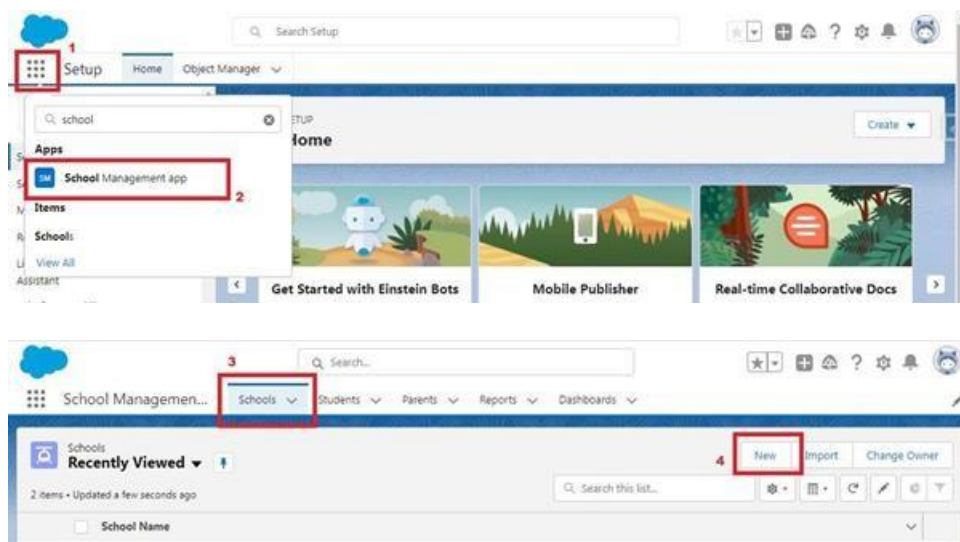 Search Setup
1
Setup Home Object Manager
school
SETUP
Home
Create
Apps
SM School Management app
2
Items
Schools
View All
Assistant
Get Started with Einstein Bots Mobile Publisher Real-time Collaborative Docs
3
Search...
School Managemen... Schools Students Parents Reports Dashboards
Schools
Recently Viewed
4
New Import Change Owner
2 items • Updated a few seconds ago
Search this list...
School Name